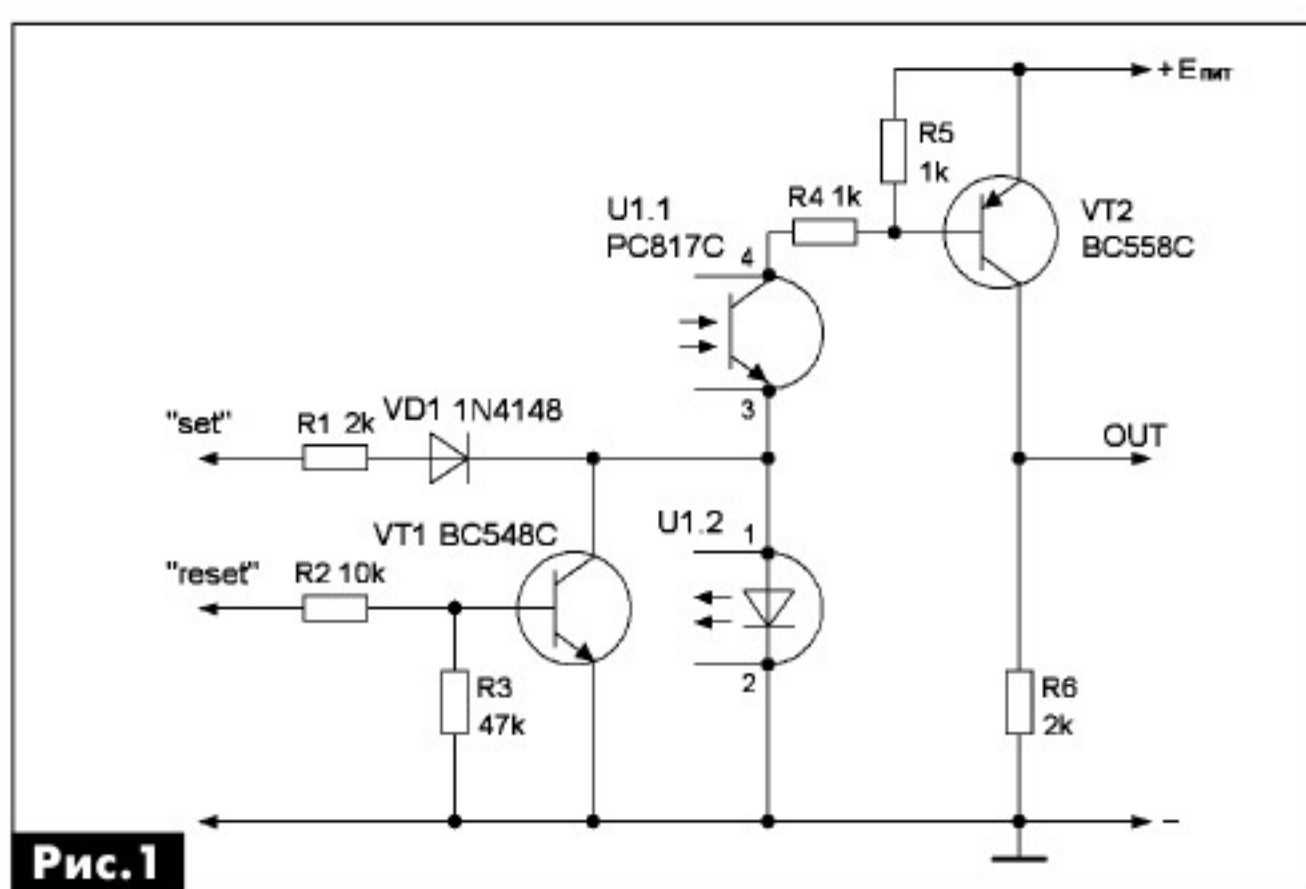 +Eпит
R5
1k
R4 1k
U1.1
PC817C
4
VT2
BC558C
3
"set"
R1 2k
VD1 1N4148
OUT
VT1 BC548C
U1.2
1
"reset"
R2 10k
2
R3
47k
R6
2k
–
Рис.1